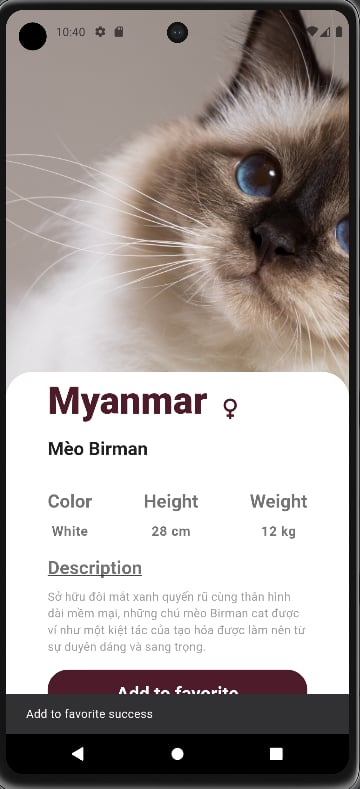 10:40
Myanmar
Mèo Birman
Color Height Weight
White 28 cm 12 kg
Description
Sở hữu đôi mắt xanh quyến rũ cùng thân hình
dài mềm mại, những chú mèo Birman cat được
ví như một kiệt tác của tạo hóa được làm nên từ
sự duyên dáng và sang trọng.
Add to favorite
Add to favorite success